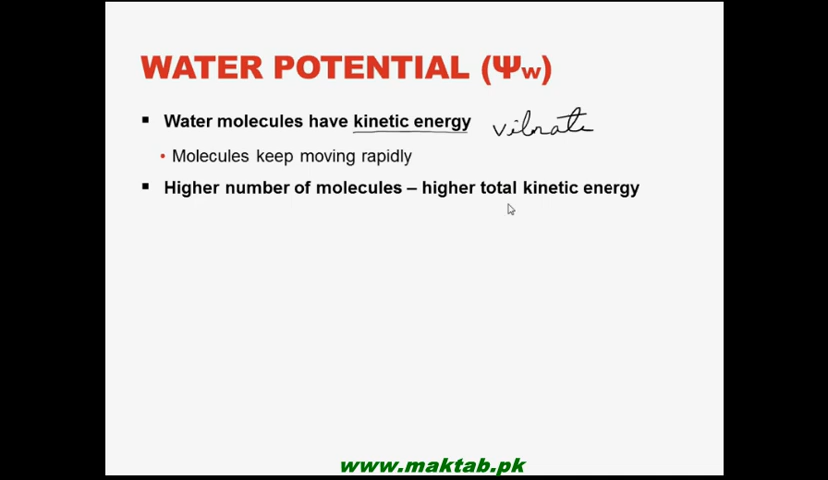 WATER POTENTIAL (Ψw)
▪ Water molecules have kinetic energy vibrate
• Molecules keep moving rapidly
▪ Higher number of molecules – higher total kinetic energy
www.maktab.pk